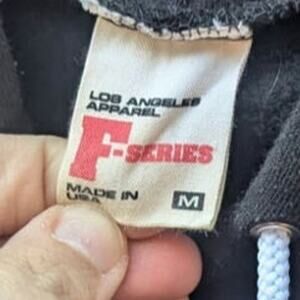 LOS ANGELES
APPAREL
F-SERIES
MADE IN
USA
M